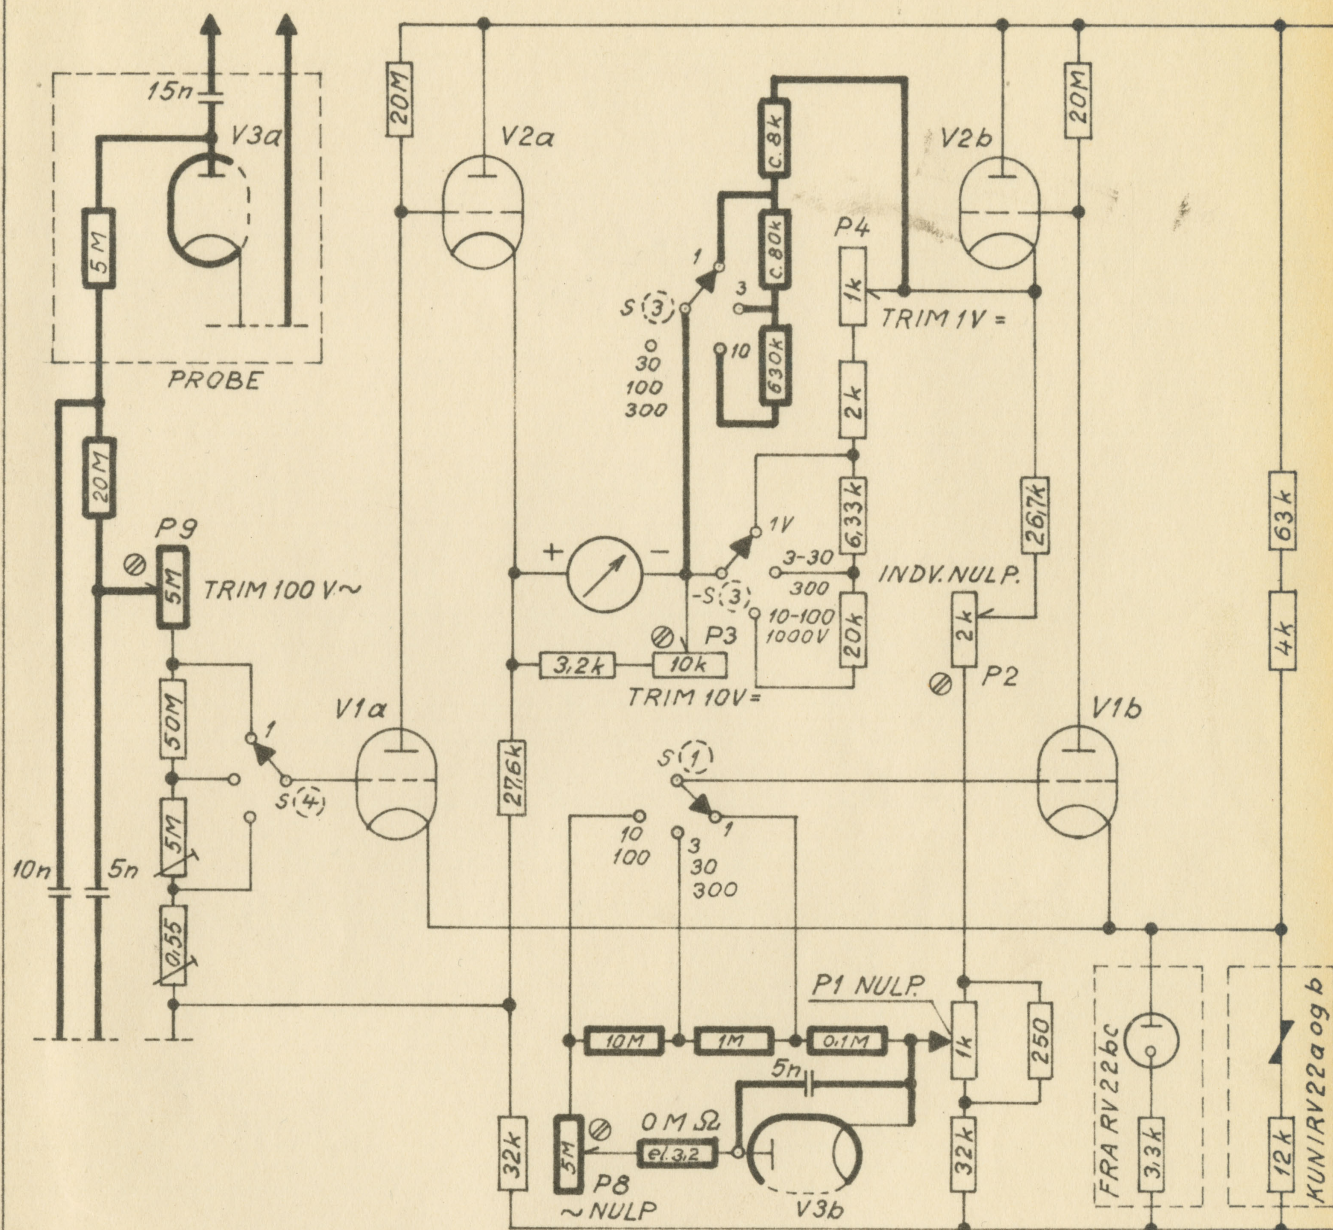 15n
V3a
5M
PROBE
20M
V2a
C.8k
C.80k
630k
1
3
10
S(3)
30
100
300
P4
1k
TRIM 1V =
V2b
20M
2k
6,33k
26,7k
63k
4k
20M
P9
5M
TRIM 100 V~
+
-
1V
3-30
300
-S(3)
10-100
1000V
20k
INDV. NULP.
2k
P2
3,2k
10k
P3
TRIM 10V=
50M
1
S(4)
5M
0,55
V1a
27,6k
S(1)
10
100
3
30
300
1
V1b
10n
5n
P1 NULP.
10M
1M
0,1M
1k
250
5n
0 MΩ
el.3,2
5M
P8
~ NULP
V3b
32k
32k
FRA RV22bc
3,3k
KUN I RV22a og b
12k